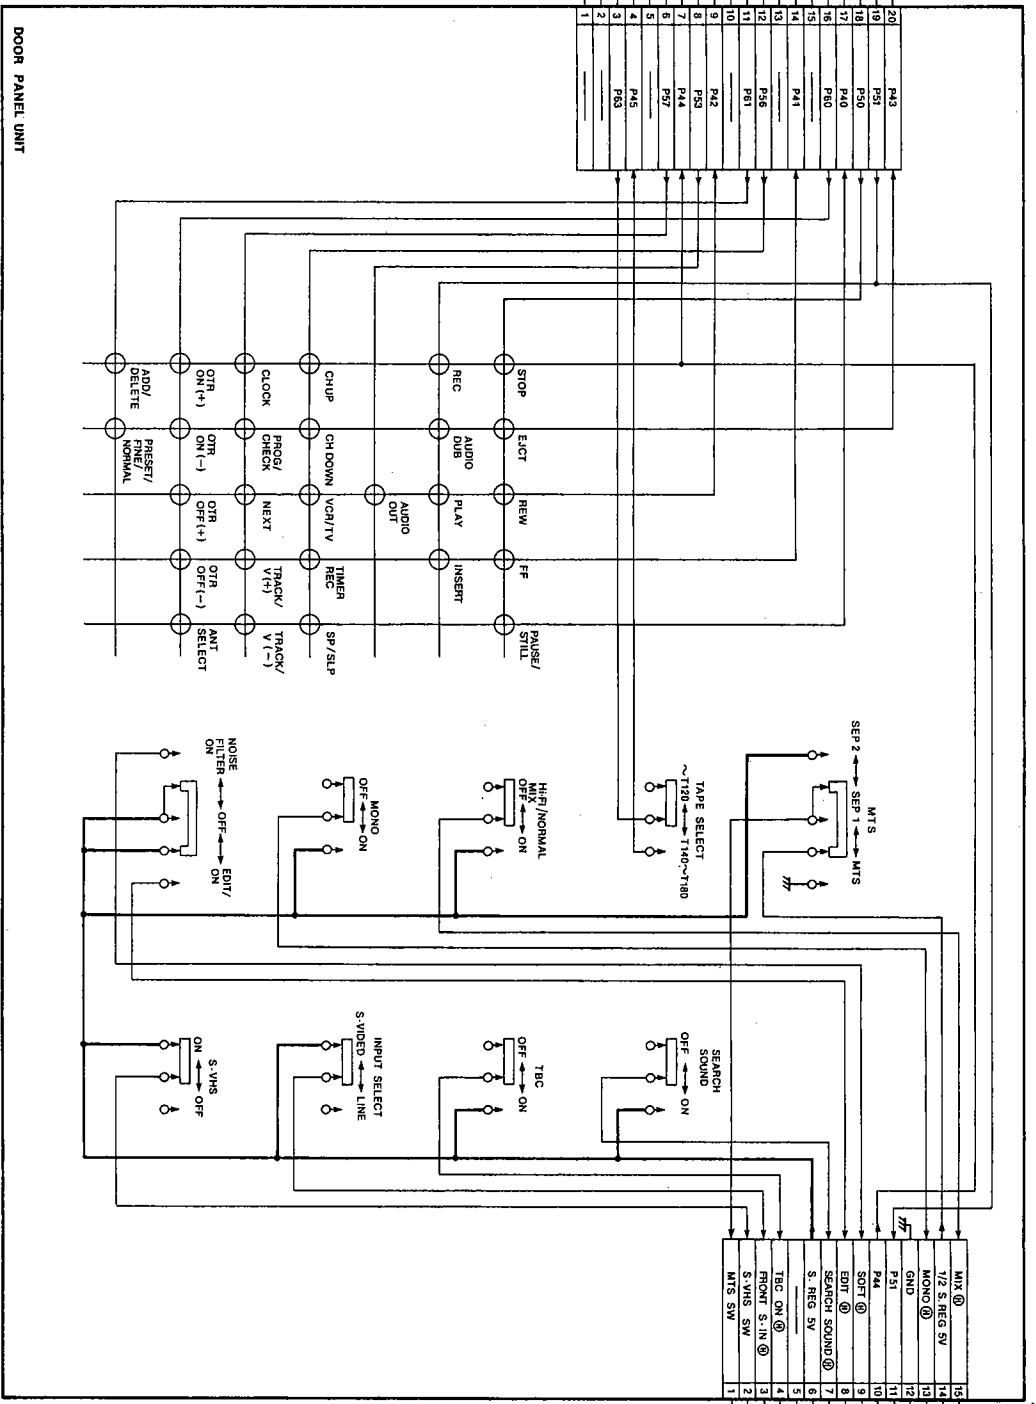 DOOR PANEL UNIT
1
2
3 P63
4 P45
5
6 P57
7 P44
8 P53
9 P42
10
11 P61
12 P56
13
14 P41
15
16 P60
17 P40
18 P50
19 P51
20 P43
STOP
EJCT
REW
FF
PAUSE/
STILL
REC
AUDIO
DUB
PLAY
INSERT
AUDIO
OUT
CH UP
CH DOWN
VCR/TV
TIMER
REC
SP/SLP
CLOCK
PROG/
CHECK
NEXT
TRACK/
V(+)
TRACK/
V(−)
OTR
ON(+)
OTR
ON(−)
OTR
OFF(+)
OTR
OFF(−)
ANT
SELECT
ADD/
DELETE
PRESET/
FINE/
NORMAL
MTS
SEP 2 ↔ SEP 1 ↔ MTS
TAPE SELECT
~T120 ↔ T140~T180
Hi-Fi/NORMAL
MIX
OFF ↔ ON
MONO
OFF ↔ ON
NOISE
FILTER ↔ OFF ↔ EDIT/
ON
ON
SEARCH
SOUND
OFF ↔ ON
TBC
OFF ↔ ON
INPUT SELECT
S-VIDEO ↔ LINE
S-VHS
ON ↔ OFF
MIX Ⓗ 15
1/2 S. REG 5V 14
MONO Ⓗ 13
GND 12
P51 11
P44 10
SOFT Ⓗ 9
EDIT Ⓗ 8
SEARCH SOUND Ⓗ 7
S. REG 5V 6
5
TBC ON Ⓗ 4
FRONT S-IN Ⓗ 3
S-VHS SW 2
MTS SW 1